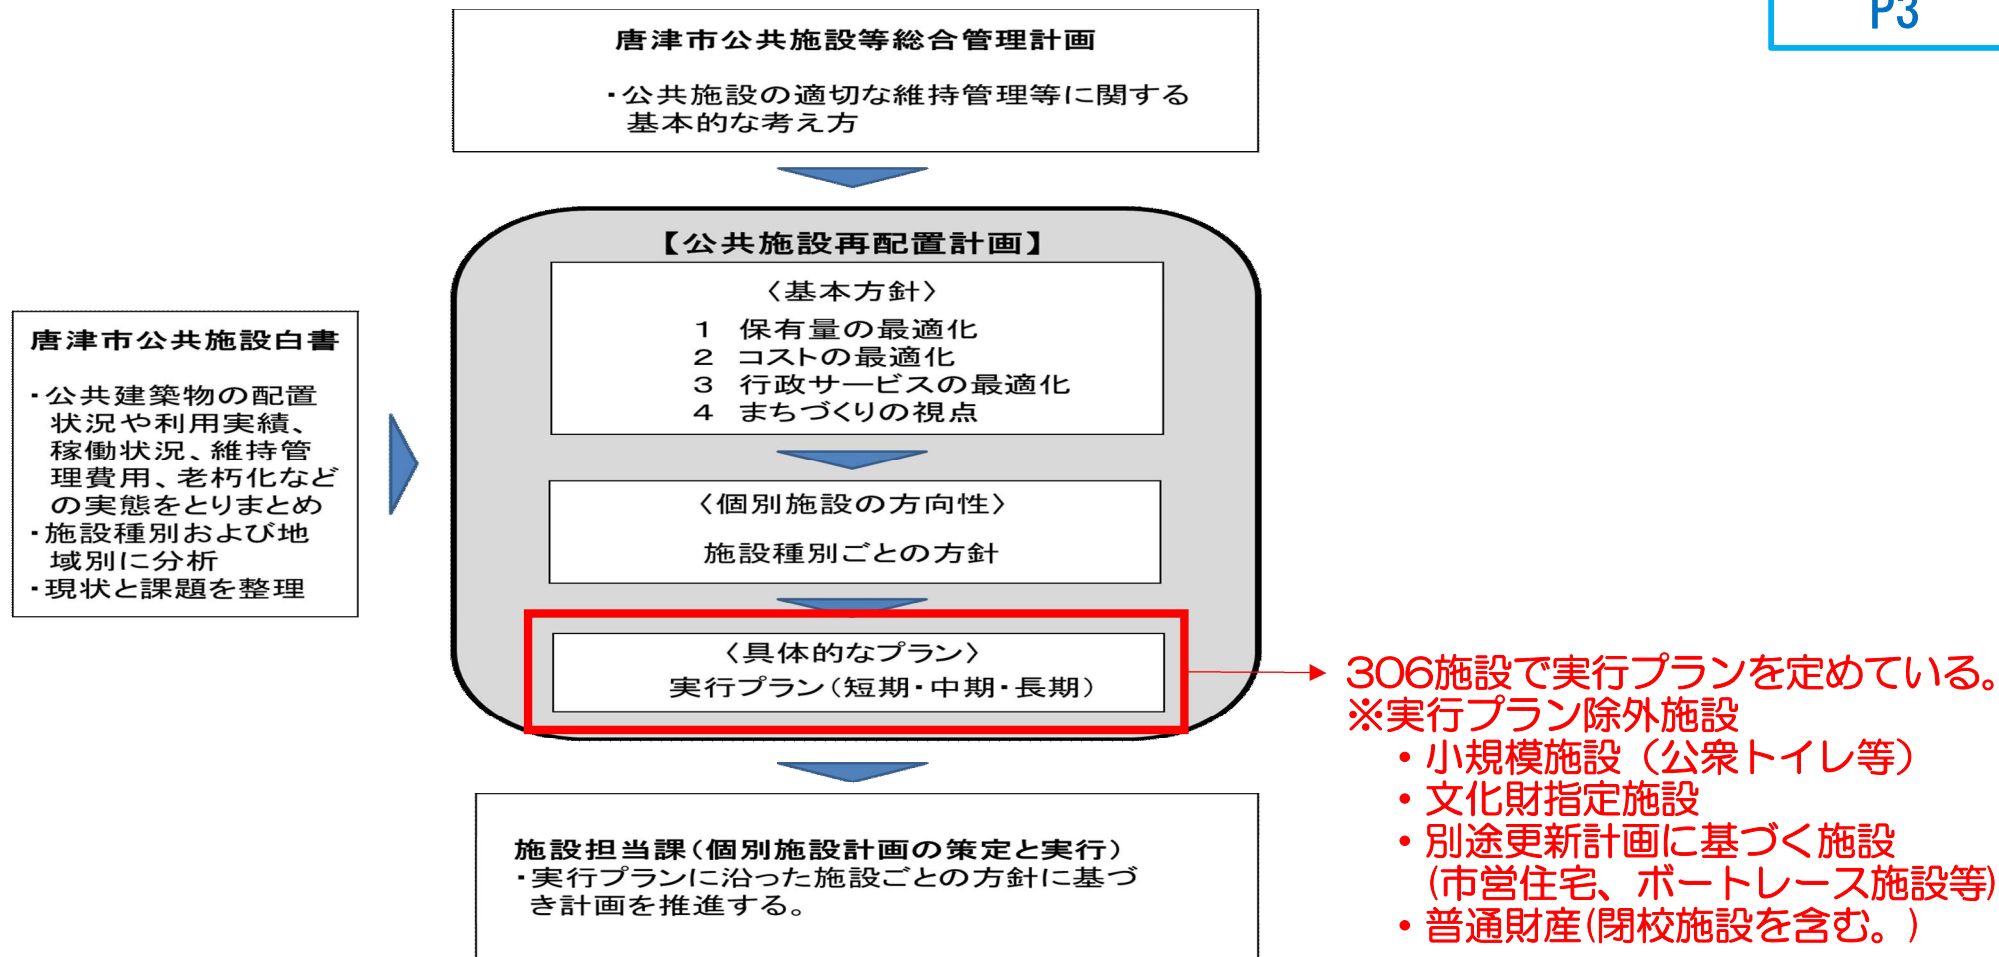 P3
唐津市公共施設等総合管理計画
・公共施設の適切な維持管理等に関する
基本的な考え方
【公共施設再配置計画】
〈基本方針〉
1 保有量の最適化
2 コストの最適化
3 行政サービスの最適化
4 まちづくりの視点
唐津市公共施設白書
・公共建築物の配置
状況や利用実績、
稼働状況、維持管
理費用、老朽化など
の実態をとりまとめ
・施設種別および地
域別に分析
・現状と課題を整理
〈個別施設の方向性〉
施設種別ごとの方針
〈具体的なプラン〉
実行プラン(短期・中期・長期)
306施設で実行プランを定めている。
※実行プラン除外施設
・小規模施設（公衆トイレ等）
・文化財指定施設
・別途更新計画に基づく施設
(市営住宅、ボートレース施設等)
・普通財産(閉校施設を含む。)
施設担当課(個別施設計画の策定と実行)
・実行プランに沿った施設ごとの方針に基づ
き計画を推進する。